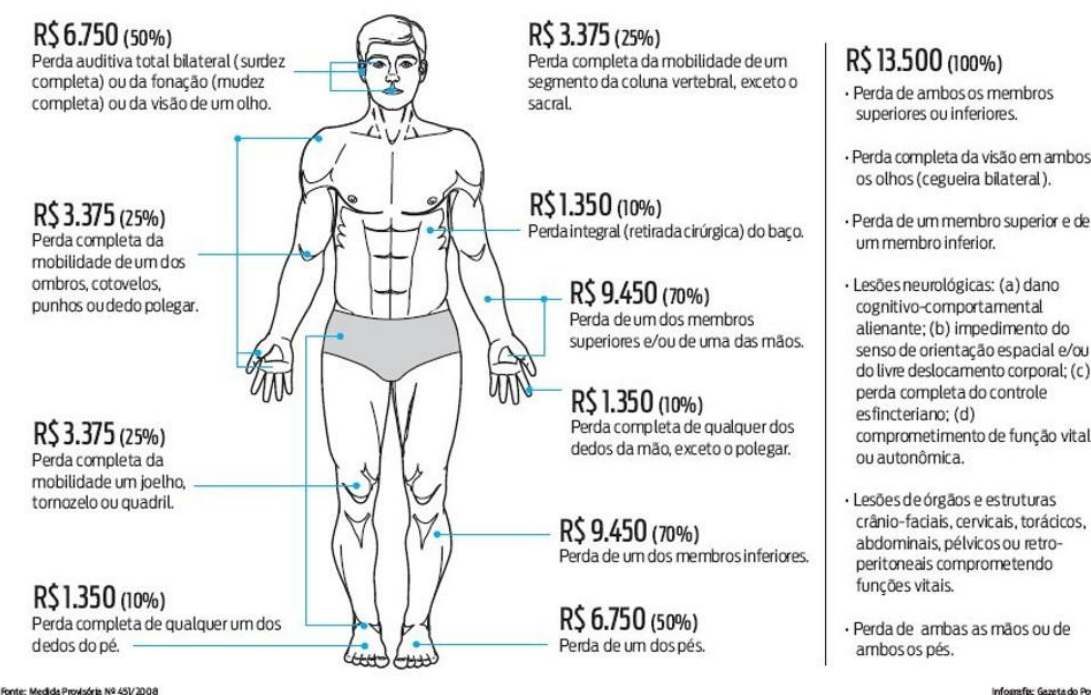 R$ 6.750 (50%)
Perda auditiva total bilateral (surdez
completa) ou da fonação (mudez
completa) ou da visão de um olho.
R$ 3.375 (25%)
Perda completa da
mobilidade de um dos
ombros, cotovelos,
punhos ou dedo polegar.
R$ 3.375 (25%)
Perda completa da
mobilidade um joelho,
tornozelo ou quadril.
R$ 1.350 (10%)
Perda completa de qualquer um dos
dedos do pé.
R$ 3.375 (25%)
Perda completa da mobilidade de um
segmento da coluna vertebral, exceto o
sacral.
R$ 1.350 (10%)
Perda integral (retirada cirúrgica) do baço.
R$ 9.450 (70%)
Perda de um dos membros
superiores e/ou de uma das mãos.
R$ 1.350 (10%)
Perda completa de qualquer dos
dedos da mão, exceto o polegar.
R$ 9.450 (70%)
Perda de um dos membros inferiores.
R$ 6.750 (50%)
Perda de um dos pés.
R$ 13.500 (100%)
• Perda de ambos os membros
superiores ou inferiores.
• Perda completa da visão em ambos
os olhos (cegueira bilateral).
• Perda de um membro superior e de
um membro inferior.
• Lesões neurológicas: (a) dano
cognitivo-comportamental
alienante; (b) impedimento do
senso de orientação espacial e/ou
do livre deslocamento corporal; (c)
perda completa do controle
esfincteriano; (d)
comprometimento de função vital
ou autonômica.
• Lesões de órgãos e estruturas
crânio-faciais, cervicais, torácicos,
abdominais, pélvicos ou retro-
peritoneais comprometendo
funções vitais.
• Perda de ambas as mãos ou de
ambos os pés.
Fonte: Medida Provisória Nº 451/2008
Infografia: Gazeta do Po